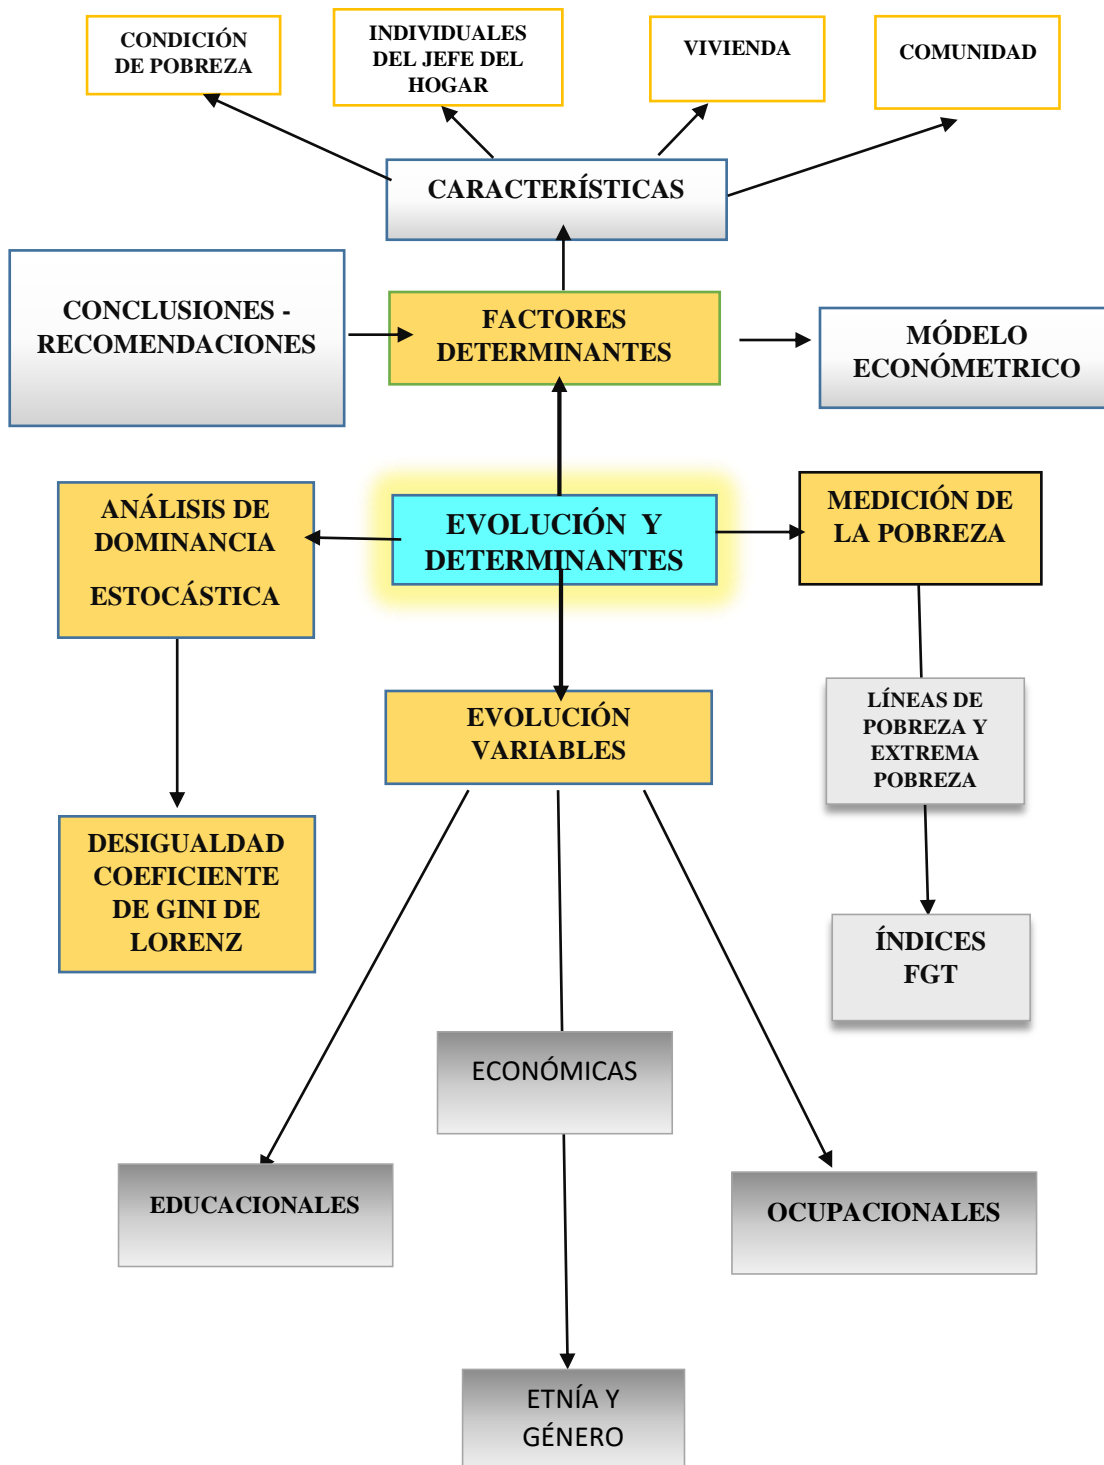 CONDICIÓN
DE POBREZA
INDIVIDUALES
DEL JEFE DEL
HOGAR
VIVIENDA
COMUNIDAD
CARACTERÍSTICAS
CONCLUSIONES -
RECOMENDACIONES
FACTORES
DETERMINANTES
MÓDELO
ECONÓMETRICO
ANÁLISIS DE
DOMINANCIA
ESTOCÁSTICA
EVOLUCIÓN Y
DETERMINANTES
MEDICIÓN DE
LA POBREZA
EVOLUCIÓN
VARIABLES
LÍNEAS DE
POBREZA Y
EXTREMA
POBREZA
DESIGUALDAD
COEFICIENTE
DE GINI DE
LORENZ
ÍNDICES
FGT
ECONÓMICAS
EDUCACIONALES
OCUPACIONALES
ETNÍA Y
GÉNERO